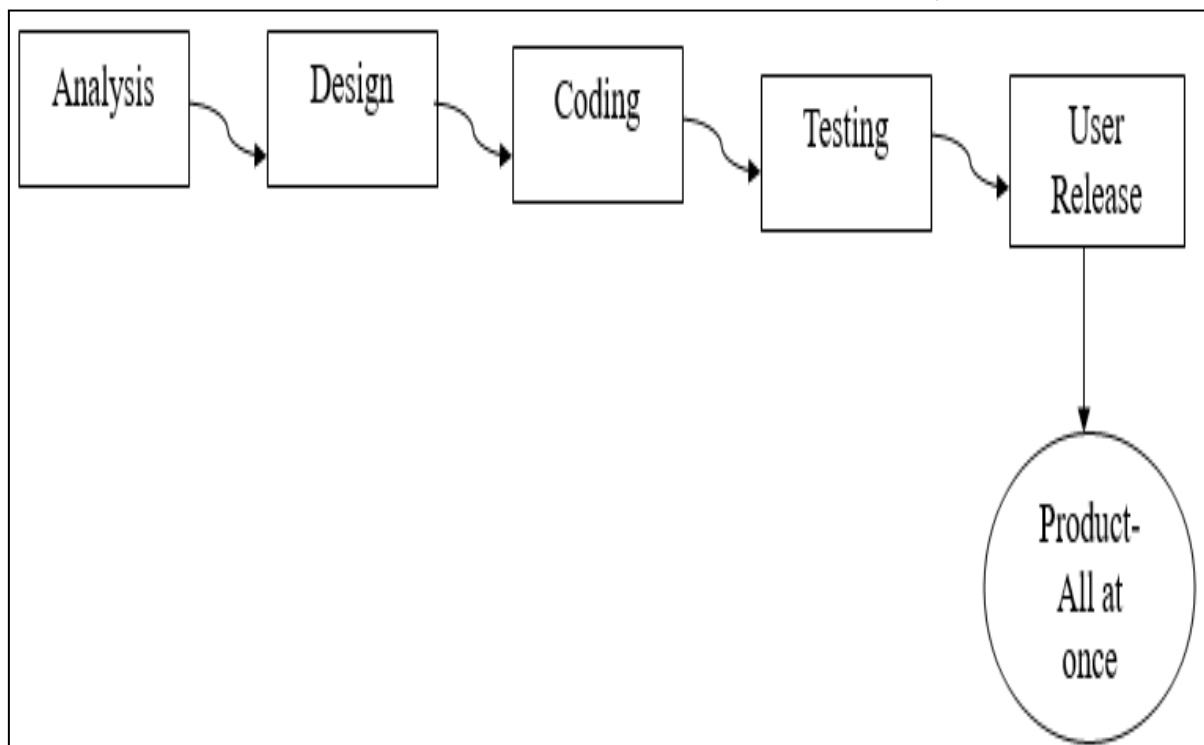 Analysis
Design
Coding
Testing
User
Release
Product-
All at
once